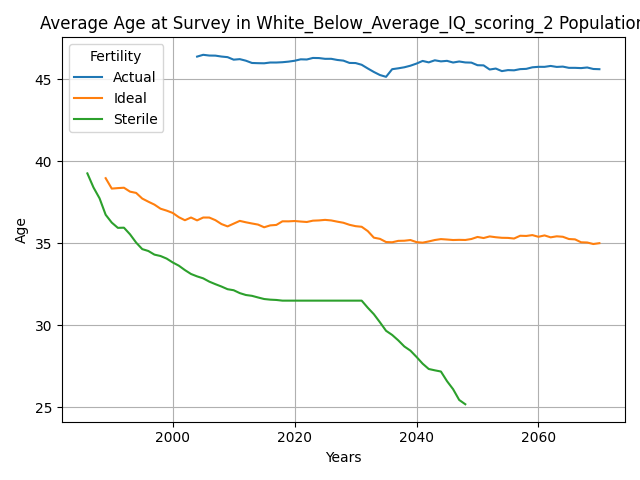 Average Age at Survey in White_Below_Average_IQ_scoring_2 Population
Fertility
Actual
Ideal
Sterile
Age
45
40
35
30
25
2000
2020
2040
2060
Years